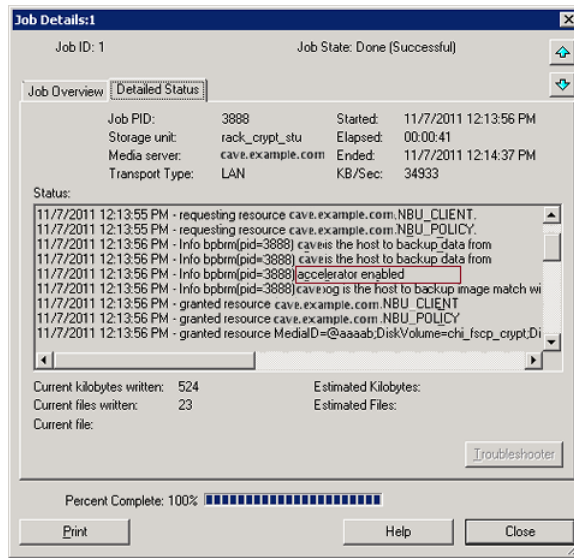 Job Details:1
Job ID: 1 Job State: Done (Successful)
Job Overview Detailed Status
Job PID: 3888 Started: 11/7/2011 12:13:56 PM
Storage unit: rack_crypt_stu Elapsed: 00:00:41
Media server: cave.example.com Ended: 11/7/2011 12:14:37 PM
Transport Type: LAN KB/Sec: 34933
Status:
11/7/2011 12:13:55 PM - requesting resource cave.example.com.NBU_CLIENT.
11/7/2011 12:13:55 PM - requesting resource cave.example.com.NBU_POLICY.
11/7/2011 12:13:56 PM - Info bpbrm(pid=3888) cave is the host to backup data from
11/7/2011 12:13:56 PM - Info bpbrm(pid=3888) cave is the host to backup data from
11/7/2011 12:13:56 PM - Info bpbrm(pid=3888) accelerator enabled
11/7/2011 12:13:56 PM - Info bpbrm(pid=3888) caveog is the host to backup image match wi
11/7/2011 12:13:56 PM - granted resource cave.example.com.NBU_CLIENT
11/7/2011 12:13:56 PM - granted resource cave.example.com.NBU_POLICY
11/7/2011 12:13:56 PM - granted resource MediaID=@aaaab;DiskVolume=chi_fscp_crypt;Di
Current kilobytes written: 524 Estimated Kilobytes:
Current files written: 23 Estimated Files:
Current file:
Troubleshooter
Percent Complete: 100%
Print Help Close